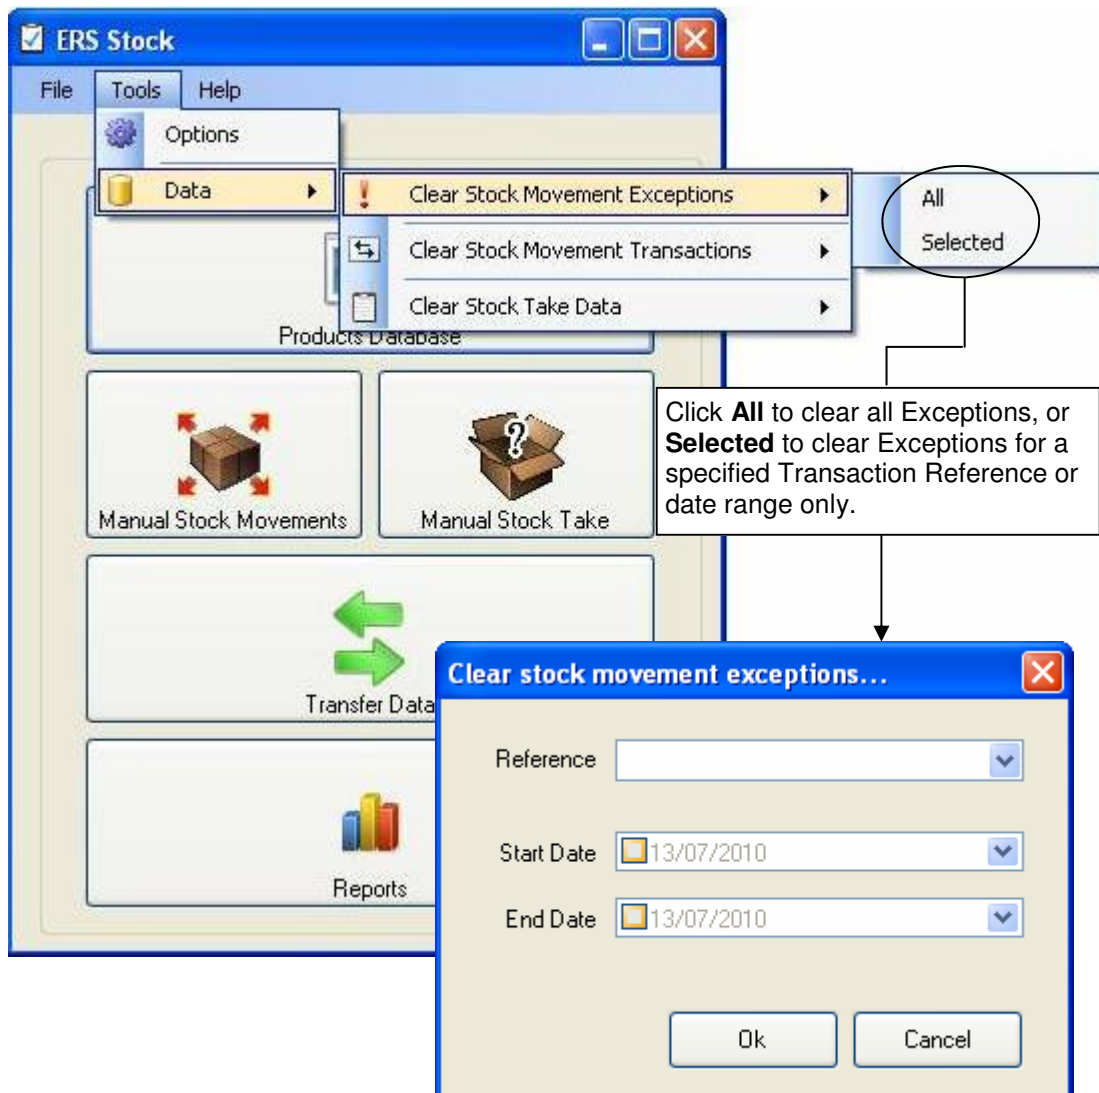 ERS Stock
File Tools Help
Options
Data
Clear Stock Movement Exceptions
Clear Stock Movement Transactions
Clear Stock Take Data
All
Selected
Products Database
Click All to clear all Exceptions, or
Selected to clear Exceptions for a
specified Transaction Reference or
date range only.
Manual Stock Movements
Manual Stock Take
Transfer Data
Reports
Clear stock movement exceptions...
Reference
Start Date 13/07/2010
End Date 13/07/2010
Ok Cancel